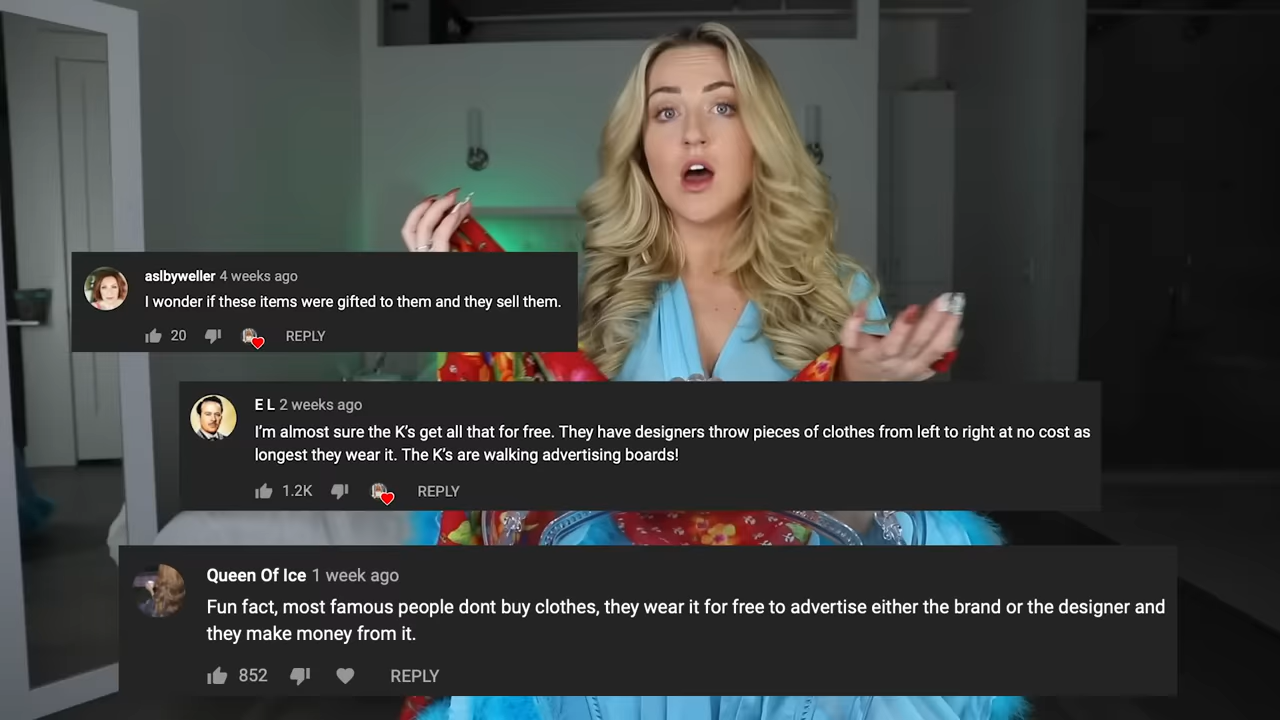 aslbyweller 4 weeks ago
I wonder if these items were gifted to them and they sell them.
20 REPLY
E L 2 weeks ago
I'm almost sure the K's get all that for free. They have designers throw pieces of clothes from left to right at no cost as
longest they wear it. The K's are walking advertising boards!
1.2K REPLY
Queen Of Ice 1 week ago
Fun fact, most famous people dont buy clothes, they wear it for free to advertise either the brand or the designer and
they make money from it.
852 REPLY